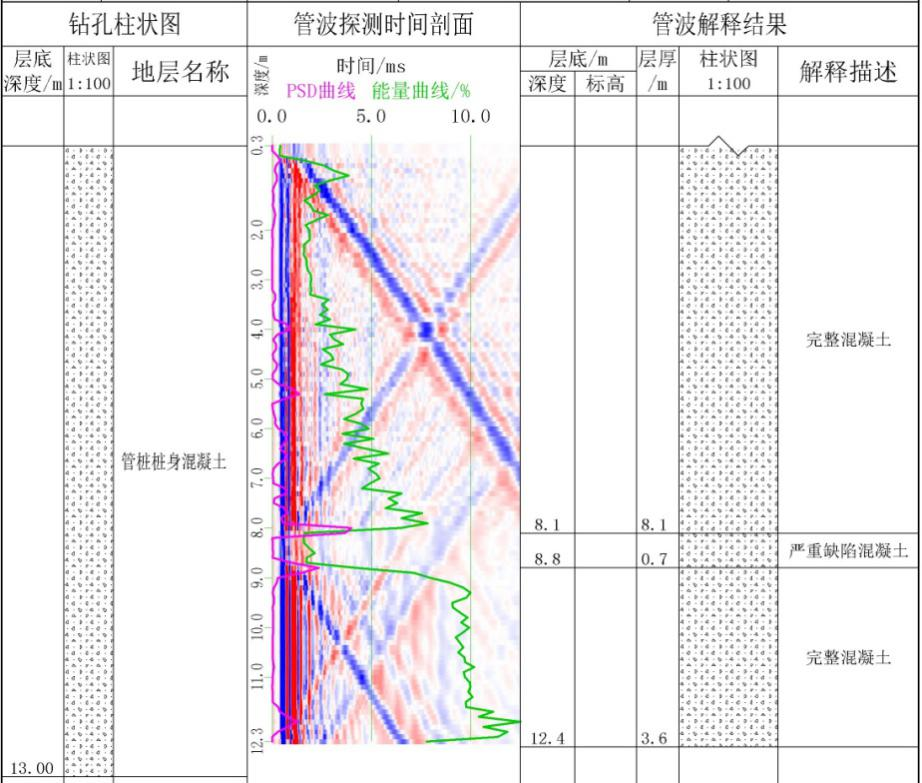 钻孔柱状图
管波探测时间剖面
管波解释结果
层底
深度/m
柱状图
1:100
地层名称
深度/m
时间/ms
PSD曲线 能量曲线/%
0.0 5.0 10.0
层底/m
深度 标高
层厚
/m
柱状图
1:100
解释描述
0.3
2.0
3.0
4.0
5.0
6.0
7.0
8.0
9.0
10.0
11.0
12.3
管桩桩身混凝土
13.00
完整混凝土
8.1 8.1
严重缺陷混凝土
8.8 0.7
完整混凝土
12.4 3.6